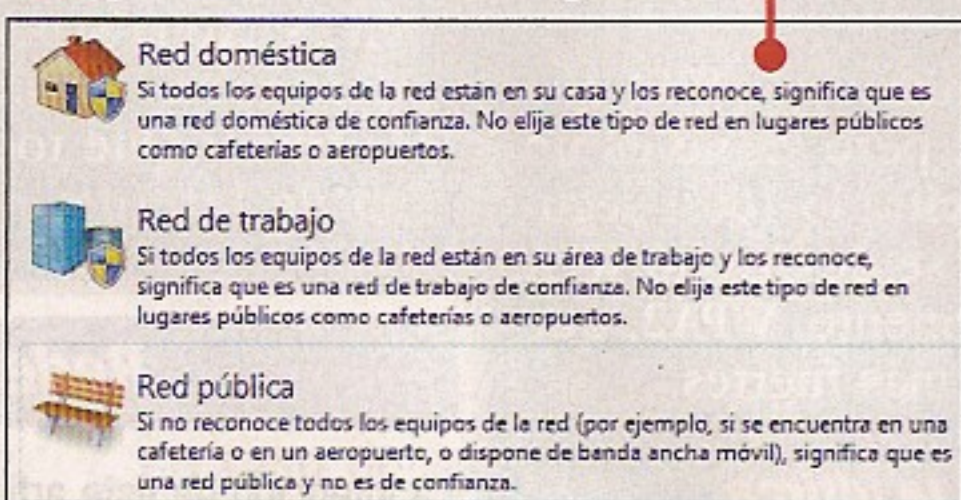 Red doméstica
Si todos los equipos de la red están en su casa y los reconoce, significa que es
una red doméstica de confianza. No elija este tipo de red en lugares públicos
como cafeterías o aeropuertos.
Red de trabajo
Si todos los equipos de la red están en su área de trabajo y los reconoce,
significa que es una red de trabajo de confianza. No elija este tipo de red en
lugares públicos como cafeterías o aeropuertos.
Red pública
Si no reconoce todos los equipos de la red (por ejemplo, si se encuentra en una
cafetería o en un aeropuerto, o dispone de banda ancha móvil), significa que es
una red pública y no es de confianza.